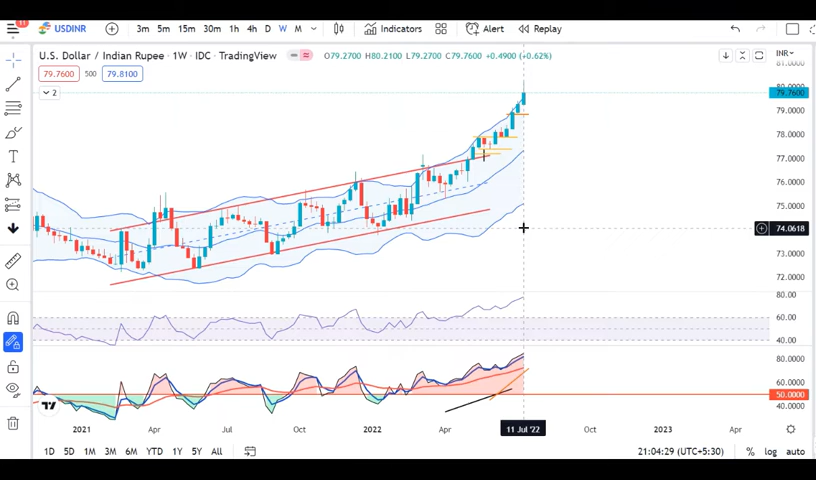 11
USDINR
3m 5m 15m 30m 1h 4h D W M
Indicators
Alert
Replay
U.S. Dollar / Indian Rupee · 1W · IDC · TradingView
O79.2700 H80.2100 L79.2700 C79.7600 +0.4900 (+0.62%)
INR
79.7600 500 79.8100
2
81.0000
80.0000
79.7600
79.0000
78.0000
77.0000
76.0000
75.0000
74.0618
73.0000
72.0000
80.00
60.00
40.00
80.0000
60.0000
50.0000
40.0000
2021 Apr Jul Oct 2022 Apr 11 Jul '22 Oct 2023 Apr
1D 5D 1M 3M 6M YTD 1Y 5Y All
21:04:29 (UTC+5:30)
% log auto